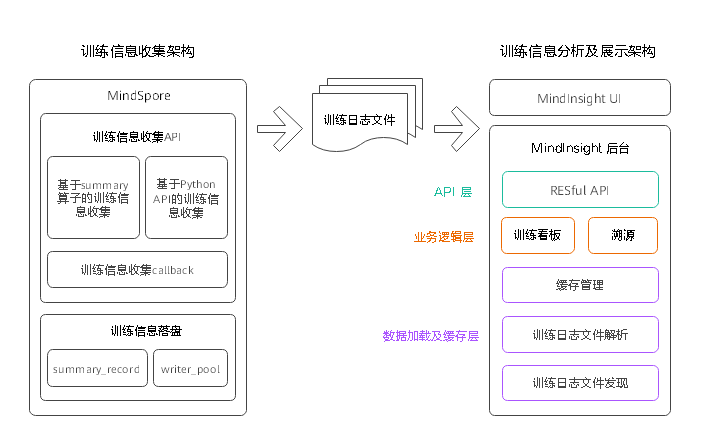 训练信息收集架构
MindSpore
训练信息收集API
基于summary
算子的训练信
息收集
基于Python
API的训练信
息收集
训练信息收集callback
训练信息落盘
summary_record
writer_pool
训练日志文件
训练信息分析及展示架构
MindInsight UI
MindInsight 后台
API 层
RESful API
业务逻辑层
训练看板
溯源
缓存管理
数据加载及缓存层
训练日志文件解析
训练日志文件发现